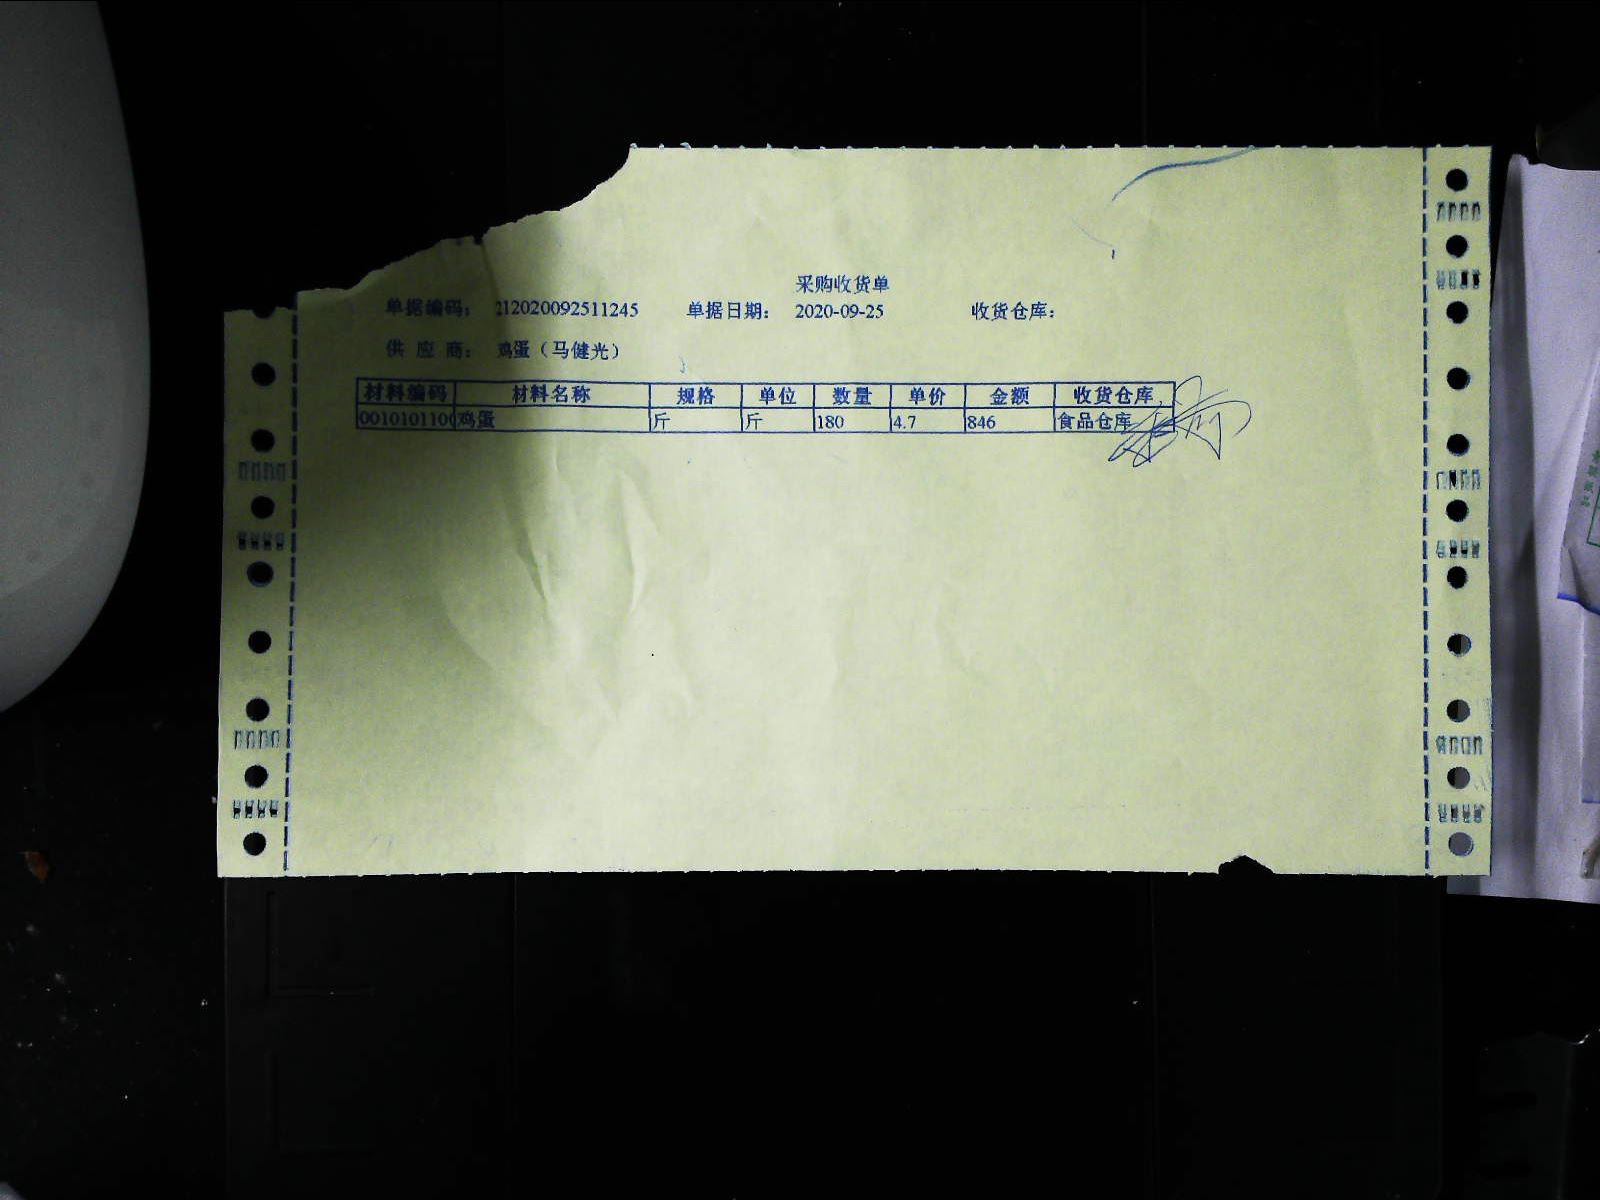 采购收货单
单据编码： 212020092511245 单据日期： 2020-09-25 收货仓库：
供 应 商： 鸡蛋（马健光）
材料编码 材料名称 规格 单位 数量 单价 金额 收货仓库
0010101100 鸡蛋 斤 斤 180 4.7 846 食品仓库